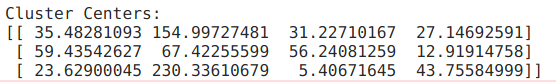 Cluster Centers:
[[ 35.48281093 154.99727481  31.22710167  27.14692591]
 [ 59.43542627  67.42255599  56.24081259  12.91914758]
 [ 23.62900045 230.33610679   5.40671645  43.75584999]]